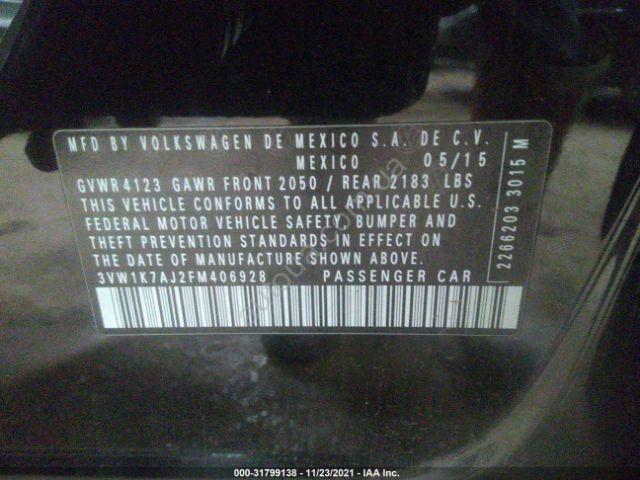 MFD BY VOLKSWAGEN DE MEXICO S.A. DE C.V.
MEXICO 05/15
GVWR 4123 GAWR FRONT 2050 / REAR 2183 LBS
THIS VEHICLE CONFORMS TO ALL APPLICABLE U.S.
FEDERAL MOTOR VEHICLE SAFETY, BUMPER AND
THEFT PREVENTION STANDARDS IN EFFECT ON
THE DATE OF MANUFACTURE SHOWN ABOVE.
3VW1K7AJ2FM406928 PASSENGER CAR
2266203 3015 M
000-31799138 - 11/23/2021 - IAA Inc.